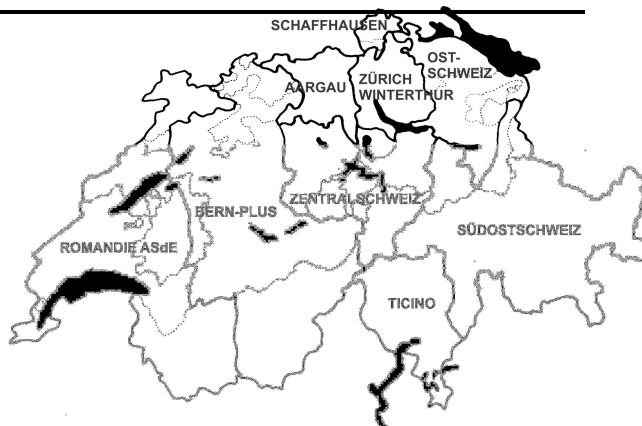 SCHAFFHAUSEN
OST-
SCHWEIZ
AARGAU
ZÜRICH
WINTERTHUR
ZENTRALSCHWEIZ
BERN-PLUS
SÜDOSTSCHWEIZ
ROMANDIE ASdE
TICINO